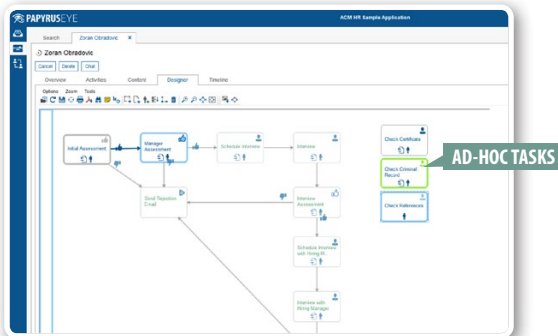 PAPYRUSEYE
ACM HR Sample Application
Search
Zoran Obradovic ×
Zoran Obradovic
Cancel Delete Chat
Overview Activities Content Designer Timeline
Options Zoom Tools
Initial Assessment
Manager
Assessment
Schedule Interview
Interview
Check Certificate
Check Criminal
Record
AD-HOC TASKS
Check References
Send Rejection
Email
Interview
Assessment
Schedule Interview
with Hiring M.
Interview with
Hiring Manager